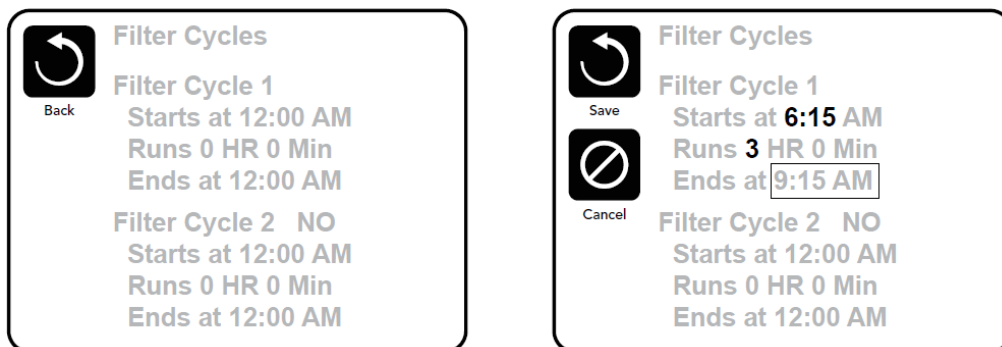 Filter Cycles
Back
Filter Cycle 1
Starts at 12:00 AM
Runs 0 HR 0 Min
Ends at 12:00 AM
Filter Cycle 2 NO
Starts at 12:00 AM
Runs 0 HR 0 Min
Ends at 12:00 AM
Filter Cycles
Save
Cancel
Filter Cycle 1
Starts at 6:15 AM
Runs 3 HR 0 Min
Ends at 9:15 AM
Filter Cycle 2 NO
Starts at 12:00 AM
Runs 0 HR 0 Min
Ends at 12:00 AM